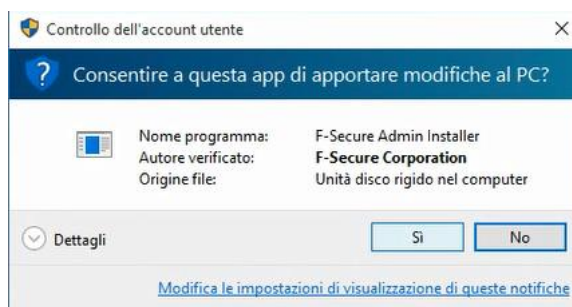 Controllo dell'account utente
Consentire a questa app di apportare modifiche al PC?
Nome programma: F-Secure Admin Installer
Autore verificato: F-Secure Corporation
Origine file: Unità disco rigido nel computer
Dettagli
Sì No
Modifica le impostazioni di visualizzazione di queste notifiche